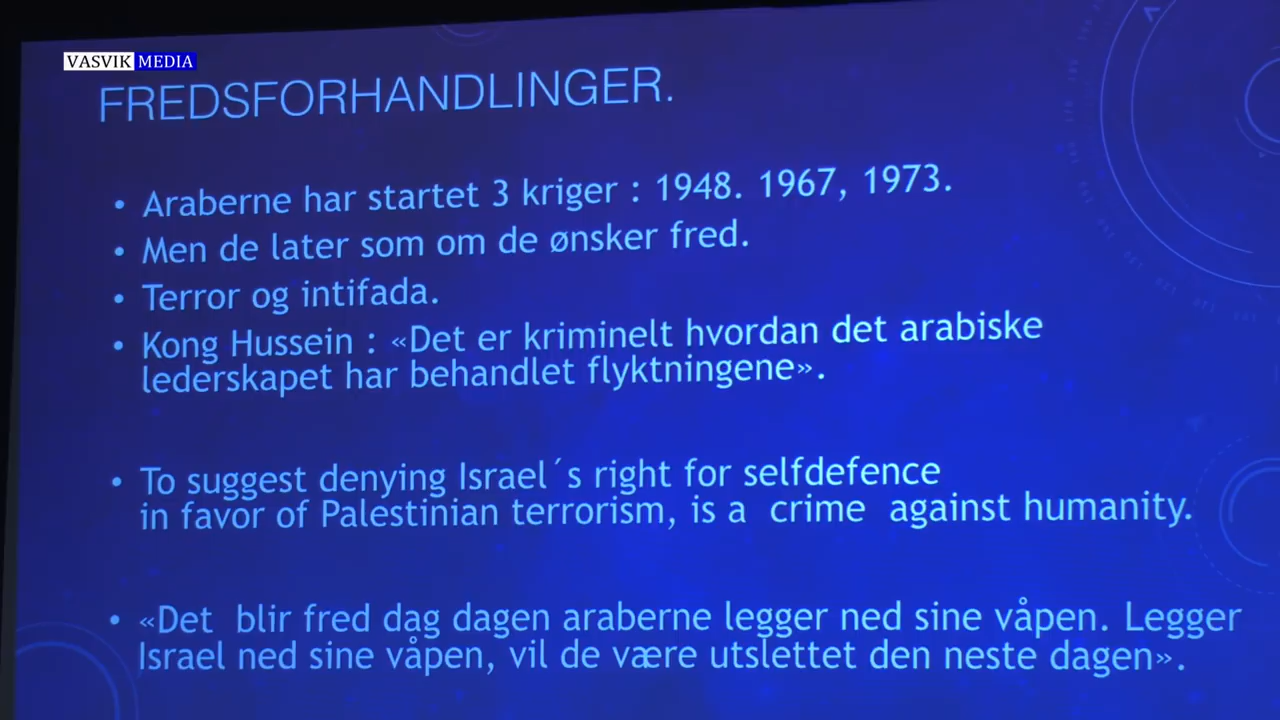 VASVIK MEDIA
FREDSFORHANDLINGER.
• Araberne har startet 3 kriger : 1948. 1967, 1973.
• Men de later som om de ønsker fred.
• Terror og intifada.
• Kong Hussein : «Det er kriminelt hvordan det arabiske
lederskapet har behandlet flyktningene».
• To suggest denying Israel´s right for selfdefence
in favor of Palestinian terrorism, is a crime against humanity.
• «Det blir fred dag dagen araberne legger ned sine våpen. Legger
Israel ned sine våpen, vil de være utslettet den neste dagen».